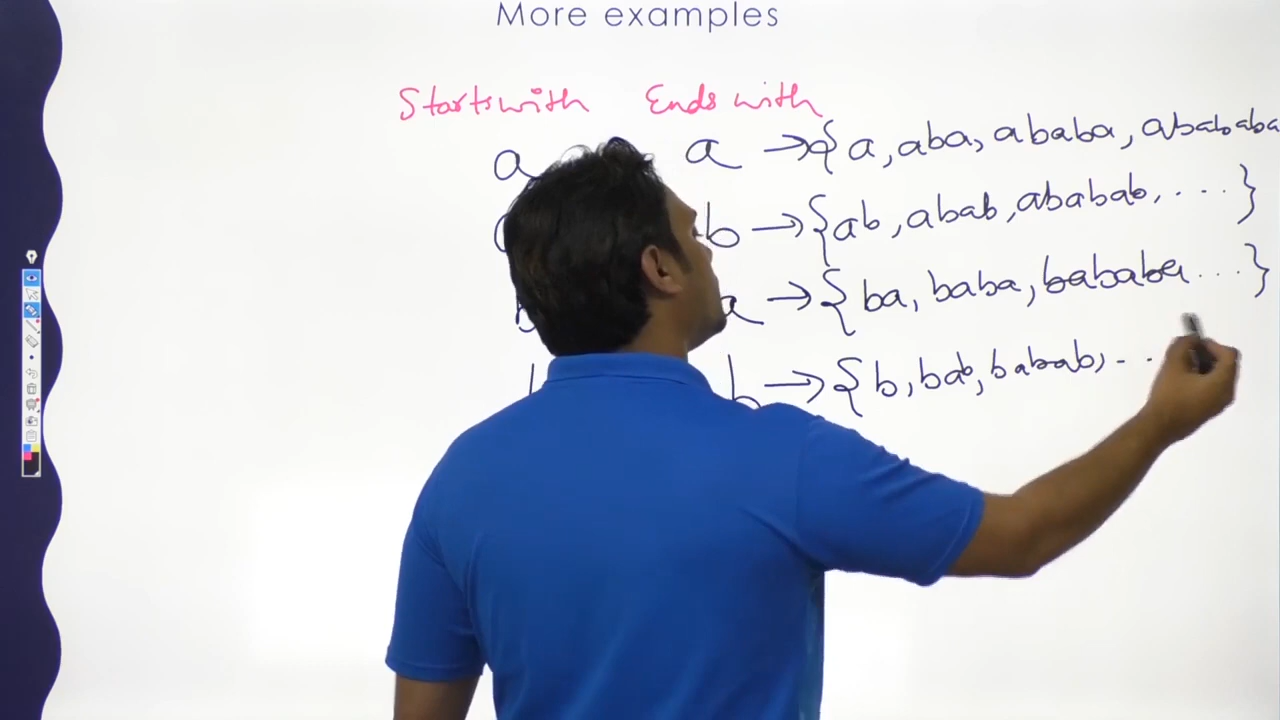 More examples
Starts with Ends with
a a → { a, aba, ababa, abababa
b → { ab, abab, ababab, ... }
b a → { ba, baba, bababa ... }
b → { b, bab, babab, ..